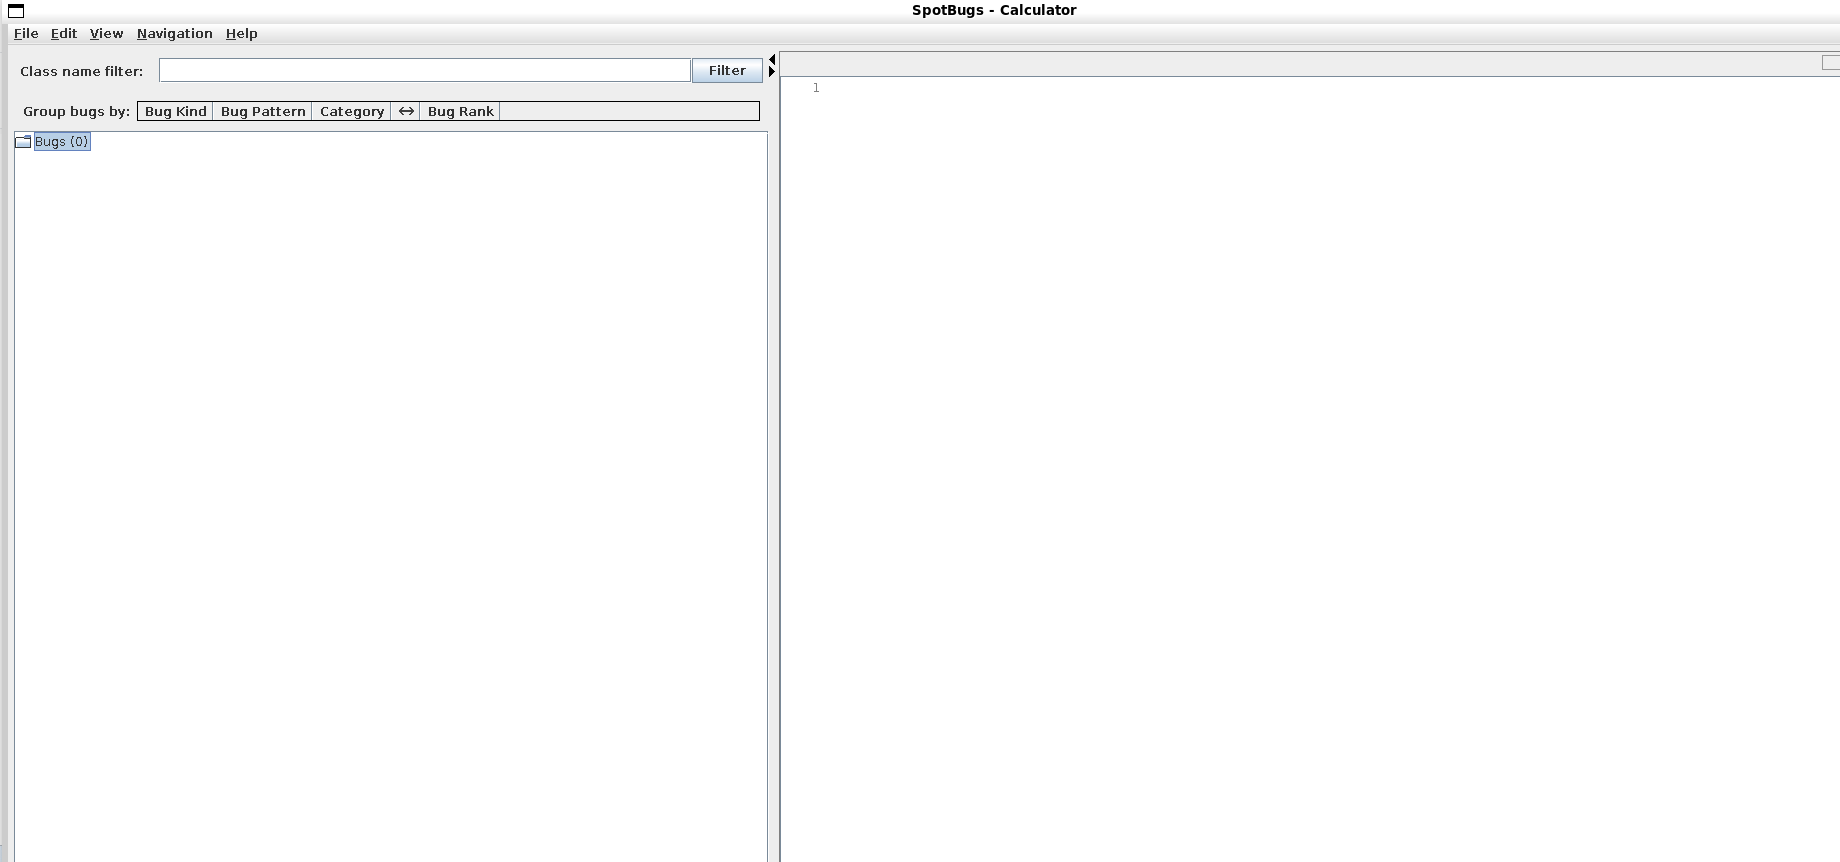 SpotBugs - Calculator
File Edit View Navigation Help
Class name filter: Filter
Group bugs by: Bug Kind Bug Pattern Category ↔ Bug Rank
Bugs (0)
1